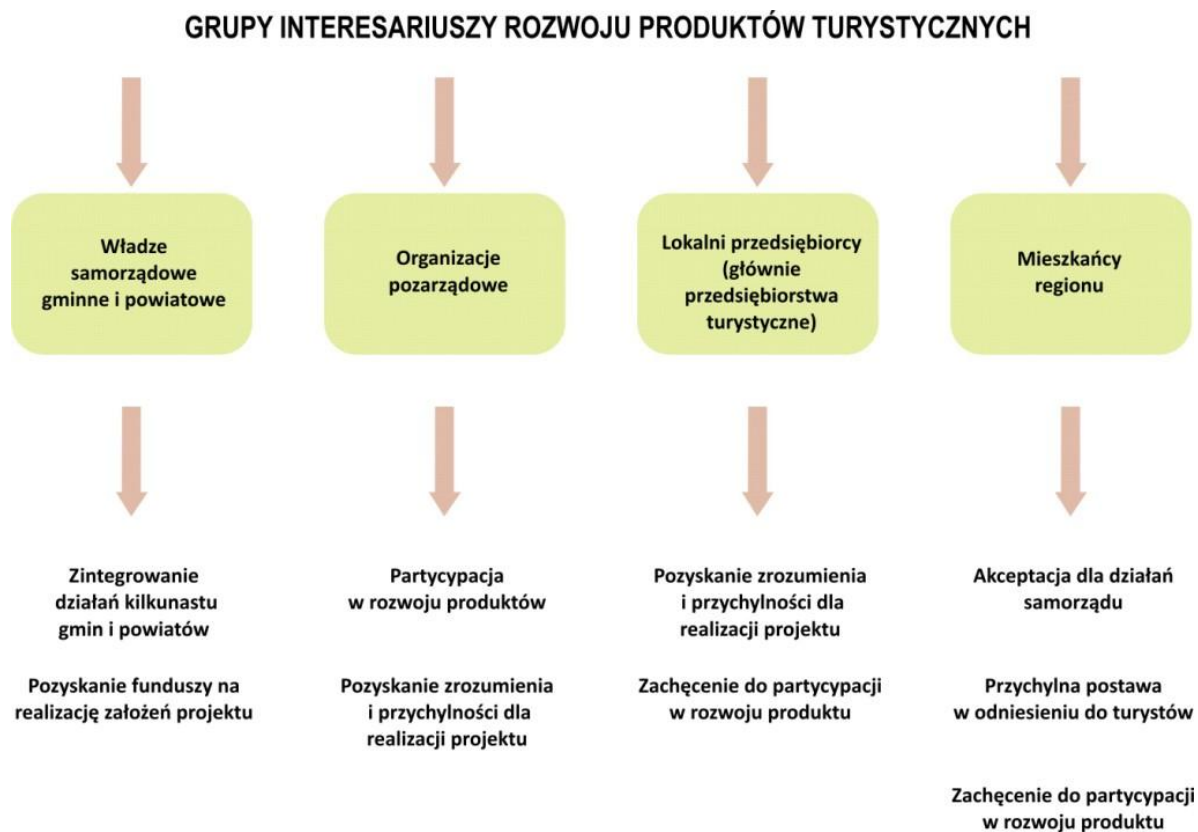 GRUPY INTERESARIUSZY ROZWOJU PRODUKTÓW TURYSTYCZNYCH
Władze
samorządowe
gminne i powiatowe
Organizacje
pozarządowe
Lokalni przedsiębiorcy
(głównie
przedsiębiorstwa
turystyczne)
Mieszkańcy
regionu
Zintegrowanie
działań kilkunastu
gmin i powiatów
Pozyskanie funduszy na
realizację założeń projektu
Partycypacja
w rozwoju produktów
Pozyskanie zrozumienia
i przychylności dla
realizacji projektu
Pozyskanie zrozumienia
i przychylności dla
realizacji projektu
Zachęcenie do partycypacji
w rozwoju produktu
Akceptacja dla działań
samorządu
Przychylna postawa
w odniesieniu do turystów
Zachęcenie do partycypacji
w rozwoju produktu